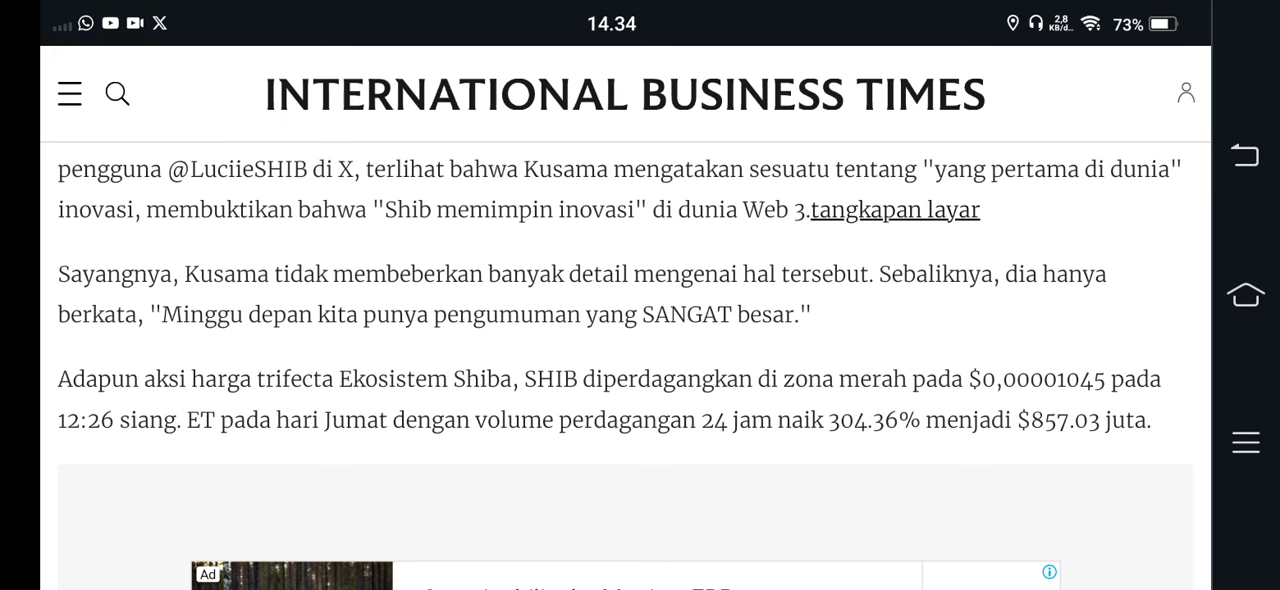 14.34
2,8
KB/d...
73%
INTERNATIONAL BUSINESS TIMES
pengguna @LuciieSHIB di X, terlihat bahwa Kusama mengatakan sesuatu tentang "yang pertama di dunia"
inovasi, membuktikan bahwa "Shib memimpin inovasi" di dunia Web 3.tangkapan layar
Sayangnya, Kusama tidak membeberkan banyak detail mengenai hal tersebut. Sebaliknya, dia hanya
berkata, "Minggu depan kita punya pengumuman yang SANGAT besar."
Adapun aksi harga trifecta Ekosistem Shiba, SHIB diperdagangkan di zona merah pada $0,00001045 pada
12:26 siang. ET pada hari Jumat dengan volume perdagangan 24 jam naik 304.36% menjadi $857.03 juta.
Ad